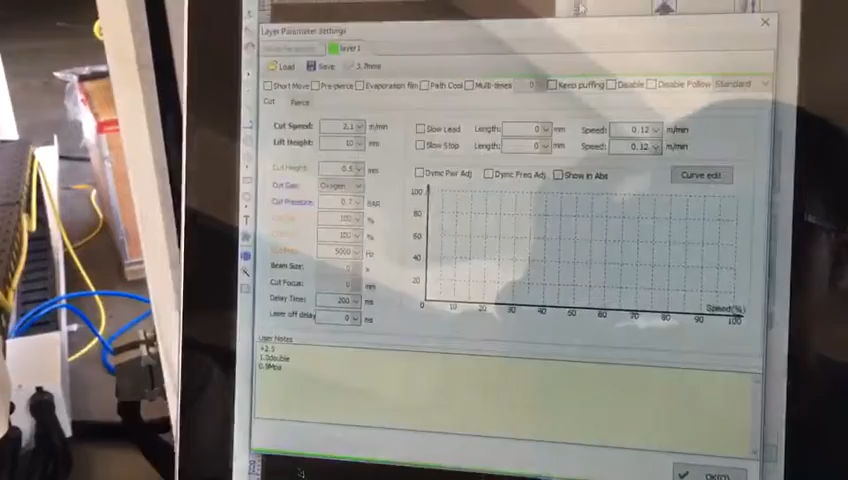 Layer Parameter Settings
layer1
Load Save 3.7mms
Short Move Pre-pierce Evaporation film Path Cool Multi-times 0 Keep puffing Disable Disable Follow Standard
Cut Pierce
Cut Speed: 2.1 m/min Slow Lead Length: 0 mm Speed: 0.12 m/min
Lift Height: 10 mm Slow Stop Length: 0 mm Speed: 0.12 m/min
Cut Height: 0.5 mm Dymc Pwr Adj Dymc Freq Adj Show in Abs Curve edit
Cut Gas: Oxygen
Cut Pressure: 0.7 BAR
100 %
100 %
5000 Hz
Beam Size: 0 x
Cut Focus: 0 mm
Delay Time: 200 ms
Laser off delay 0 ms
100
80
60
40
20
0 10 20 30 40 50 60 70 80 90 100
Speed(%)
User Notes
+2.5
1.0double
T